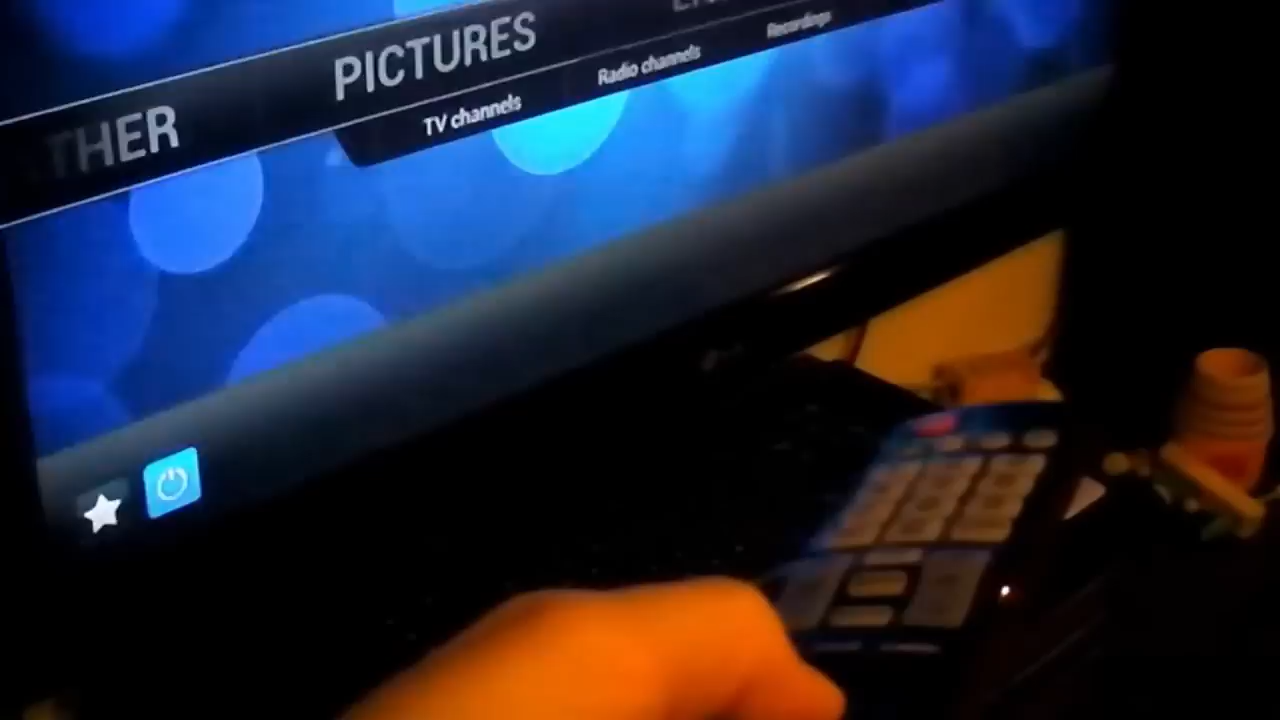 THER
PICTURES
TV channels
Radio channels
Recordings